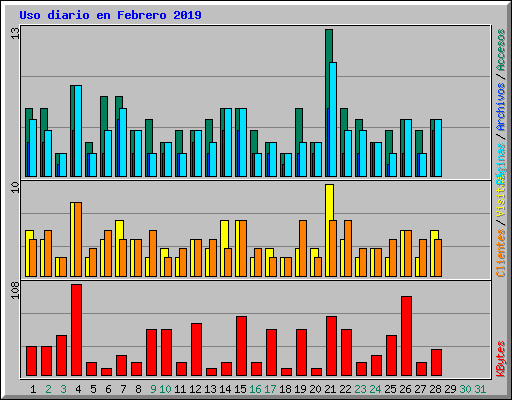 Uso diario en Febrero 2019
13
10
108
Clientes / Visitas
Páginas / Archivos / Accesos
KBytes
1 2 3 4 5 6 7 8 9 10 11 12 13 14 15 16 17 18 19 20 21 22 23 24 25 26 27 28 29 30 31